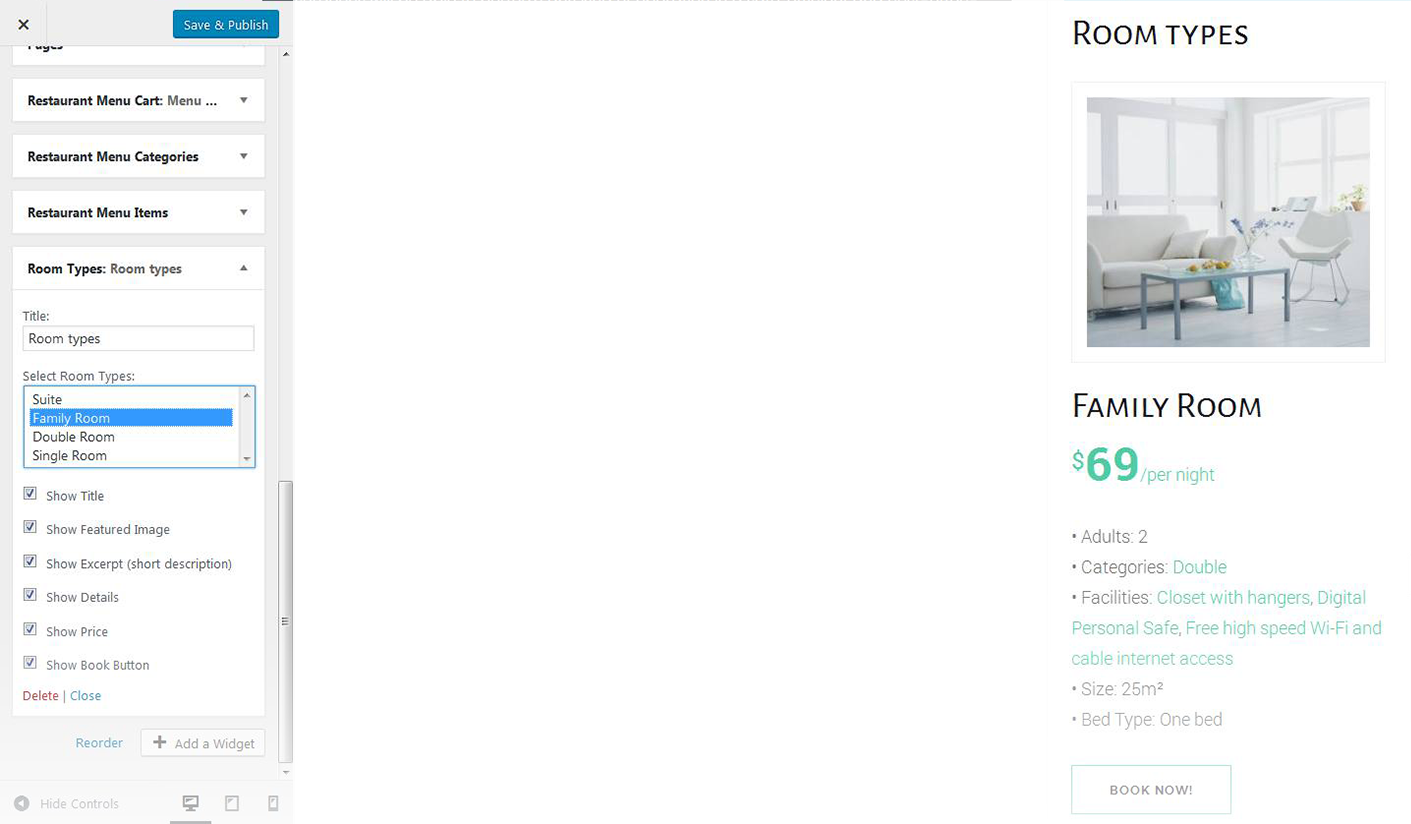 Save & Publish
Pages
Restaurant Menu Cart: Menu ...
Restaurant Menu Categories
Restaurant Menu Items
Room Types: Room types
Title:
Room types
Select Room Types:
Suite
Family Room
Double Room
Single Room
Show Title
Show Featured Image
Show Excerpt (short description)
Show Details
Show Price
Show Book Button
Delete | Close
Reorder
Add a Widget
Hide Controls
Room types
Family Room
$69/per night
• Adults: 2
• Categories: Double
• Facilities: Closet with hangers, Digital
Personal Safe, Free high speed Wi-Fi and
cable internet access
• Size: 25m²
• Bed Type: One bed
BOOK NOW!